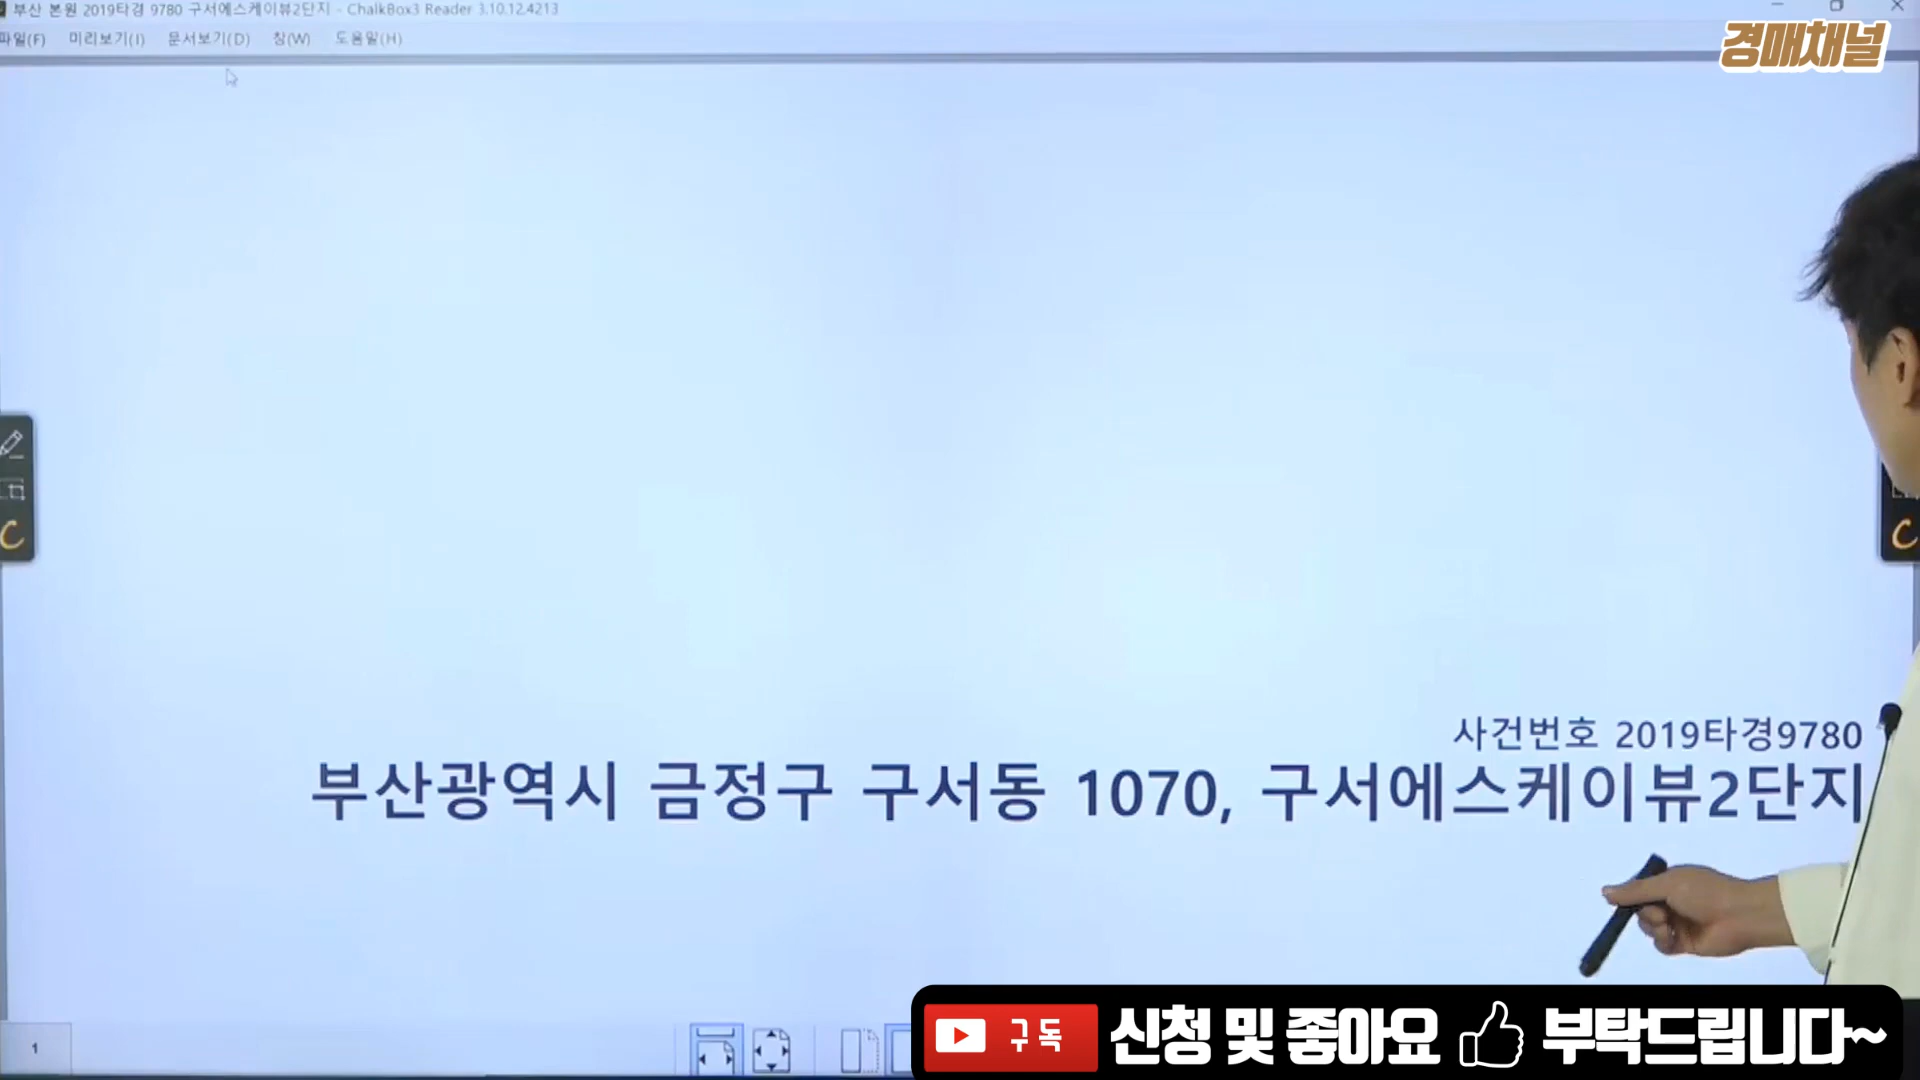 부산 본원 2019타경 9780 구서에스케이뷰2단지 - ChalkBox3 Reader 3.10.12.4213
파일(F) 미리보기(I) 문서보기(D) 창(W) 도움말(H)
경매채널
C
C
사건번호 2019타경9780
부산광역시 금정구 구서동 1070, 구서에스케이뷰2단지
1
구독 신청 및 좋아요 부탁드립니다~